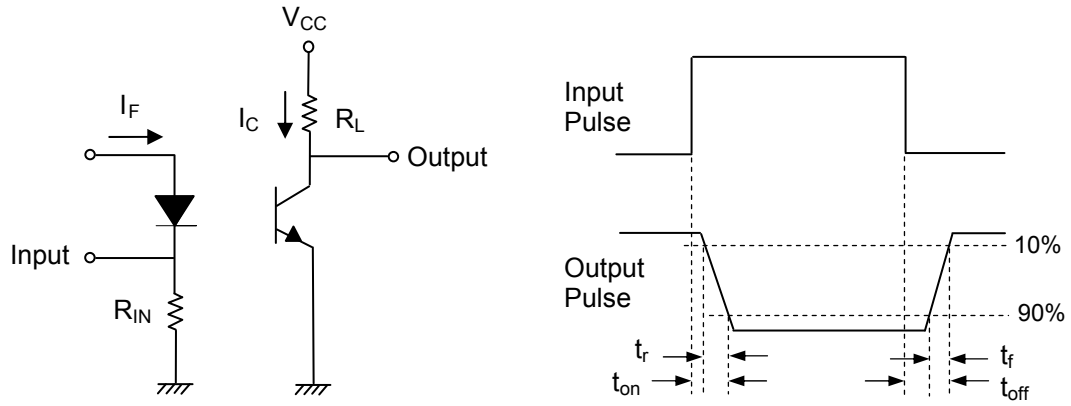 V_CC
I_F
I_C
R_L
Output
Input
R_IN
Input
Pulse
Output
Pulse
10%
90%
t_r
t_f
t_on
t_off